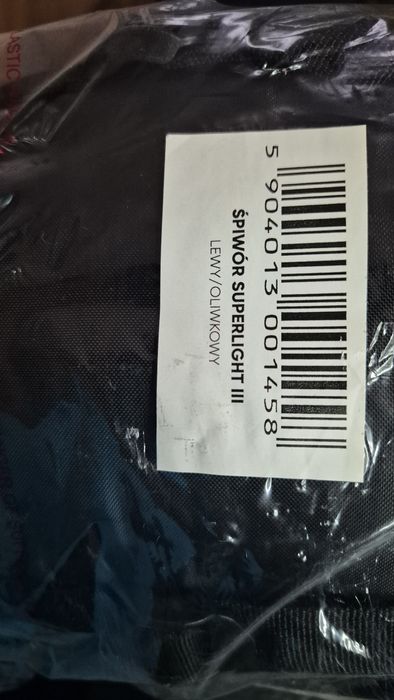 5 904013 001458
ŚPIWÓR SUPERLIGHT III
LEWY/OLIWKOWY